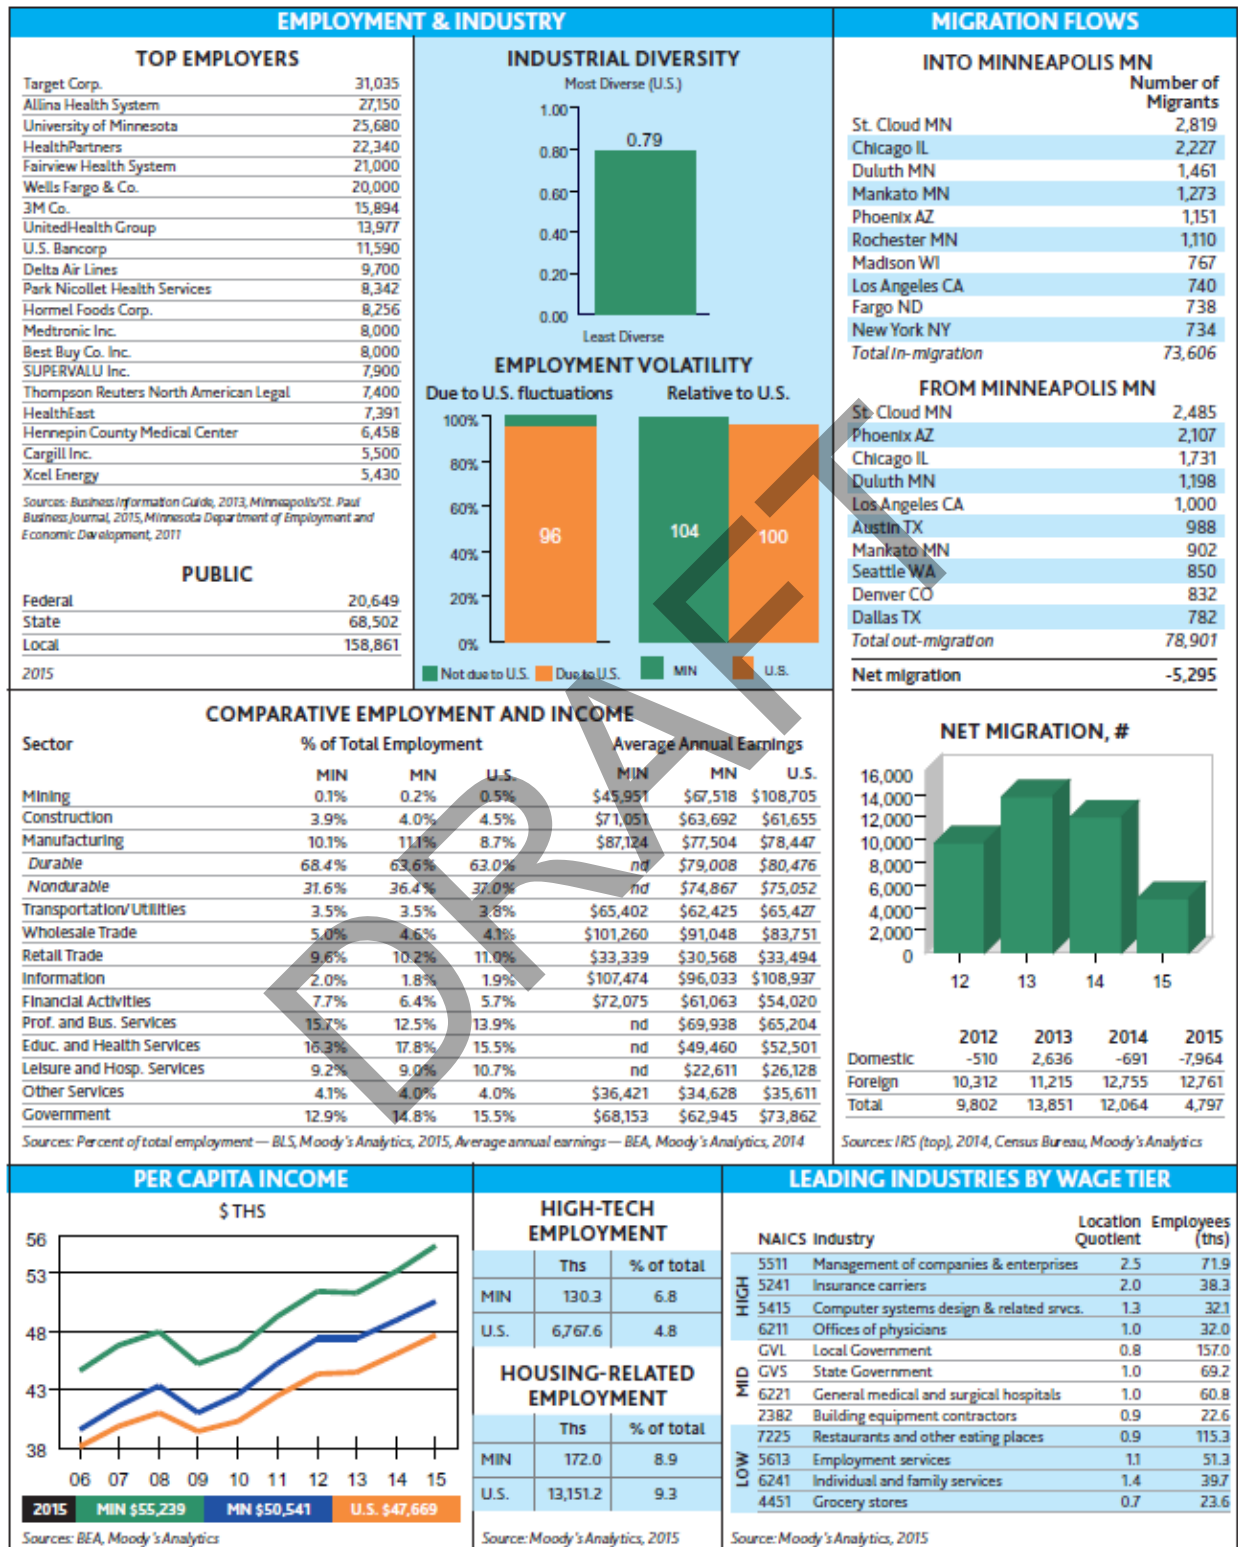 EMPLOYMENT & INDUSTRY
TOP EMPLOYERS
Target Corp. 31,035
Allina Health System 27,150
University of Minnesota 25,680
HealthPartners 22,340
Fairview Health System 21,000
Wells Fargo & Co. 20,000
3M Co. 15,894
UnitedHealth Group 13,977
U.S. Bancorp 11,590
Delta Air Lines 9,700
Park Nicollet Health Services 8,342
Hormel Foods Corp. 8,256
Medtronic Inc. 8,000
Best Buy Co. Inc. 8,000
SUPERVALU Inc. 7,900
Thompson Reuters North American Legal 7,400
HealthEast 7,391
Hennepin County Medical Center 6,458
Cargill Inc. 5,500
Xcel Energy 5,430
Sources: Business Information Guide, 2013, Minneapolis/St. Paul
Business Journal, 2015, Minnesota Department of Employment and
Economic Development, 2011
PUBLIC
Federal 20,649
State 68,502
Local 158,861
2015
INDUSTRIAL DIVERSITY
Most Diverse (U.S.)
1.00
0.79
0.80
0.60
0.40
0.20
0.00
Least Diverse
EMPLOYMENT VOLATILITY
Due to U.S. fluctuations Relative to U.S.
100%
80%
60%
96 104 100
40%
20%
0%
Not due to U.S. Due to U.S. MIN U.S.
MIGRATION FLOWS
INTO MINNEAPOLIS MN
Number of
Migrants
St. Cloud MN 2,819
Chicago IL 2,227
Duluth MN 1,461
Mankato MN 1,273
Phoenix AZ 1,151
Rochester MN 1,110
Madison WI 767
Los Angeles CA 740
Fargo ND 738
New York NY 734
Total in-migration 73,606
FROM MINNEAPOLIS MN
St. Cloud MN 2,485
Phoenix AZ 2,107
Chicago IL 1,731
Duluth MN 1,198
Los Angeles CA 1,000
Austin TX 988
Mankato MN 902
Seattle WA 850
Denver CO 832
Dallas TX 782
Total out-migration 78,901
Net migration -5,295
COMPARATIVE EMPLOYMENT AND INCOME
Sector % of Total Employment Average Annual Earnings
MIN MN U.S. MIN MN U.S.
Mining 0.1% 0.2% 0.5% $45,951 $67,518 $108,705
Construction 3.9% 4.0% 4.5% $71,051 $63,692 $61,655
Manufacturing 10.1% 11.1% 8.7% $87,124 $77,504 $78,447
Durable 68.4% 63.6% 63.0% nd $79,008 $80,476
Nondurable 31.6% 36.4% 37.0% nd $74,867 $75,052
Transportation/Utilities 3.5% 3.5% 3.8% $65,402 $62,425 $65,427
Wholesale Trade 5.0% 4.6% 4.1% $101,260 $91,048 $83,751
Retail Trade 9.6% 10.2% 11.0% $33,339 $30,568 $33,494
Information 2.0% 1.8% 1.9% $107,474 $96,033 $108,937
Financial Activities 7.7% 6.4% 5.7% $72,075 $61,063 $54,020
Prof. and Bus. Services 15.7% 12.5% 13.9% nd $69,938 $65,204
Educ. and Health Services 16.3% 17.8% 15.5% nd $49,460 $52,501
Leisure and Hosp. Services 9.2% 9.0% 10.7% nd $22,611 $26,128
Other Services 4.1% 4.0% 4.0% $36,421 $34,628 $35,611
Government 12.9% 14.8% 15.5% $68,153 $62,945 $73,862
Sources: Percent of total employment — BLS, Moody's Analytics, 2015, Average annual earnings — BEA, Moody's Analytics, 2014
NET MIGRATION, #
16,000
14,000
12,000
10,000
8,000
6,000
4,000
2,000
0
12 13 14 15
2012 2013 2014 2015
Domestic -510 2,636 -691 -7,964
Foreign 10,312 11,215 12,755 12,761
Total 9,802 13,851 12,064 4,797
Sources: IRS (top), 2014, Census Bureau, Moody's Analytics
DRAFT
PER CAPITA INCOME
$ THS
56
53
48
43
38
06 07 08 09 10 11 12 13 14 15
2015 MIN $55,239 MN $50,541 U.S. $47,669
Sources: BEA, Moody's Analytics
HIGH-TECH
EMPLOYMENT
Ths % of total
MIN 130.3 6.8
U.S. 6,767.6 4.8
HOUSING-RELATED
EMPLOYMENT
Ths % of total
MIN 172.0 8.9
U.S. 13,151.2 9.3
Source: Moody's Analytics, 2015
LEADING INDUSTRIES BY WAGE TIER
Location Employees
NAICS Industry Quotient (ths)
HIGH
5511 Management of companies & enterprises 2.5 71.9
5241 Insurance carriers 2.0 38.3
5415 Computer systems design & related srvcs. 1.3 32.1
6211 Offices of physicians 1.0 32.0
MID
GVL Local Government 0.8 157.0
GVS State Government 1.0 69.2
6221 General medical and surgical hospitals 1.0 60.8
2382 Building equipment contractors 0.9 22.6
LOW
7225 Restaurants and other eating places 0.9 115.3
5613 Employment services 1.1 51.3
6241 Individual and family services 1.4 39.7
4451 Grocery stores 0.7 23.6
Source: Moody's Analytics, 2015